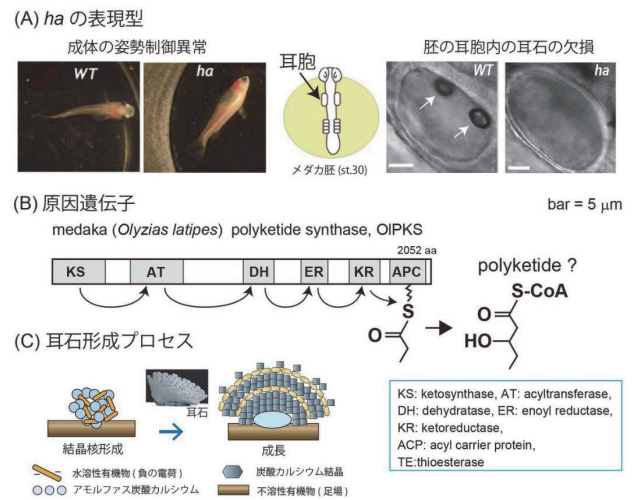 (A) ha の表現型
成体の姿勢制御異常
胚の耳胞内の耳石の欠損
WT
ha
耳胞
メダカ胚 (st.30)
WT
ha
(B) 原因遺伝子
bar = 5 μm
medaka (Olyzias latipes) polyketide synthase, OlPKS
2052 aa
KS
AT
DH
ER
KR
APC
polyketide ?
S
O
S-CoA
O
HO
(C) 耳石形成プロセス
耳石
結晶核形成
成長
水溶性有機物 ( 負の電荷 )
アモルファス炭酸カルシウム
炭酸カルシウム結晶
不溶性有機物 ( 足場 )
KS: ketosynthase, AT: acyltransferase,
DH: dehydratase, ER: enoyl reductase,
KR: ketoreductase,
ACP: acyl carrier protein,
TE:thioesterase